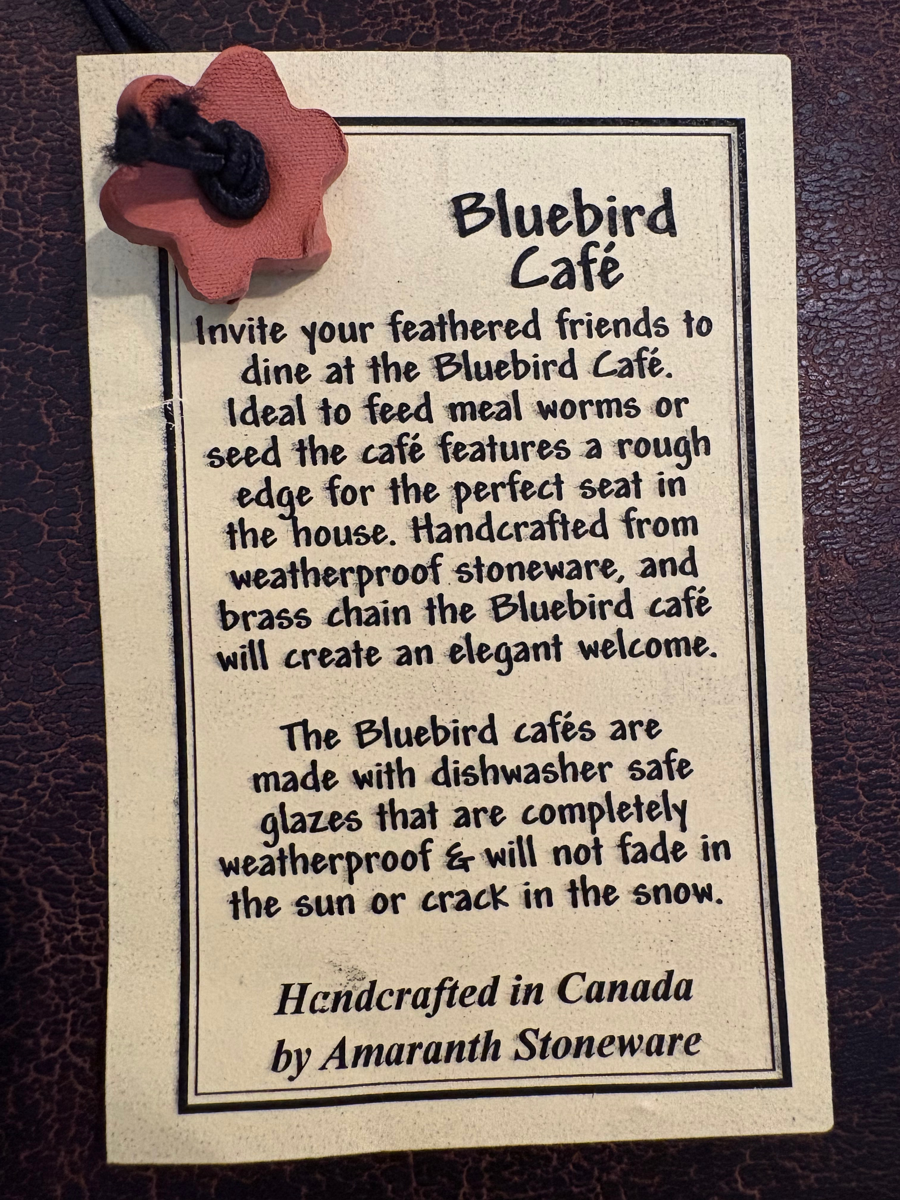 Bluebird
Café
Invite your feathered friends to
dine at the Bluebird Café.
Ideal to feed meal worms or
seed the café features a rough
edge for the perfect seat in
the house. Handcrafted from
weatherproof stoneware, and
brass chain the Bluebird café
will create an elegant welcome.
The Bluebird cafés are
made with dishwasher safe
glazes that are completely
weatherproof & will not fade in
the sun or crack in the snow.
Handcrafted in Canada
by Amaranth Stoneware